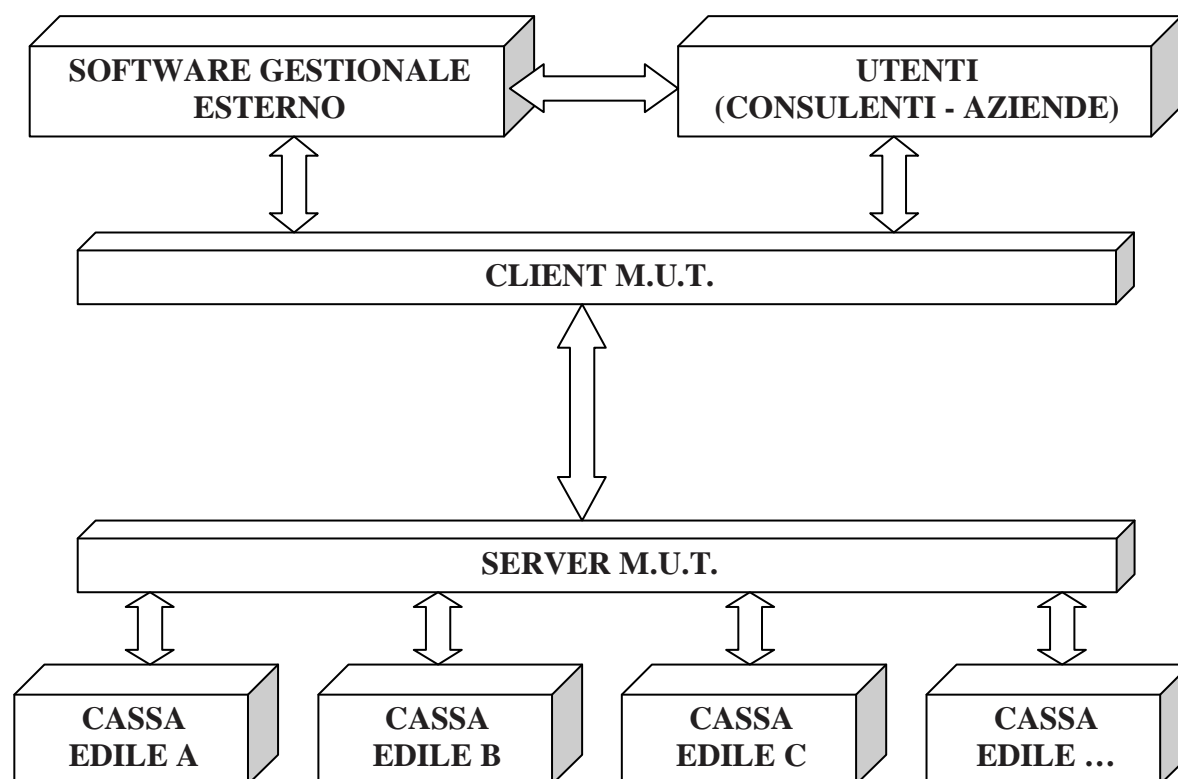 SOFTWARE GESTIONALE
ESTERNO
UTENTI
(CONSULENTI - AZIENDE)
CLIENT M.U.T.
SERVER M.U.T.
CASSA
EDILE A
CASSA
EDILE B
CASSA
EDILE C
CASSA
EDILE …